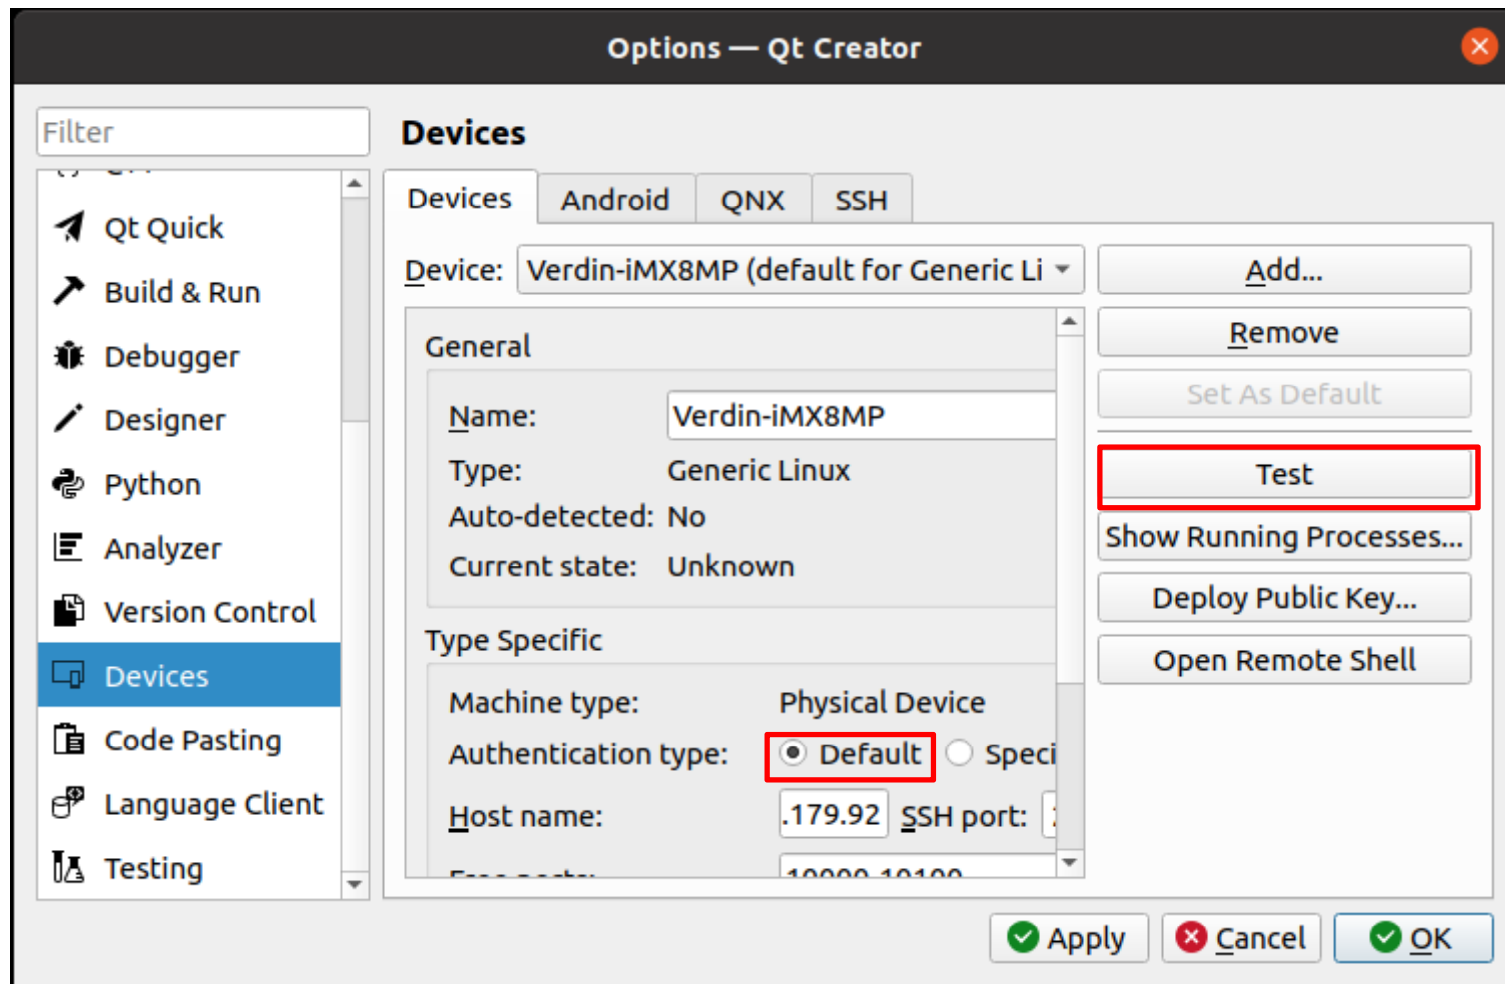 Options — Qt Creator
Filter
Qt Quick
Build & Run
Debugger
Designer
Python
Analyzer
Version Control
Devices
Code Pasting
Language Client
Testing
Devices
Devices Android QNX SSH
Device: Verdin-iMX8MP (default for Generic Li
General
Name: Verdin-iMX8MP
Type: Generic Linux
Auto-detected: No
Current state: Unknown
Type Specific
Machine type: Physical Device
Authentication type: Default Speci
Host name: .179.92 SSH port:
Free ports: 10000-10100
Add...
Remove
Set As Default
Test
Show Running Processes...
Deploy Public Key...
Open Remote Shell
Apply Cancel OK